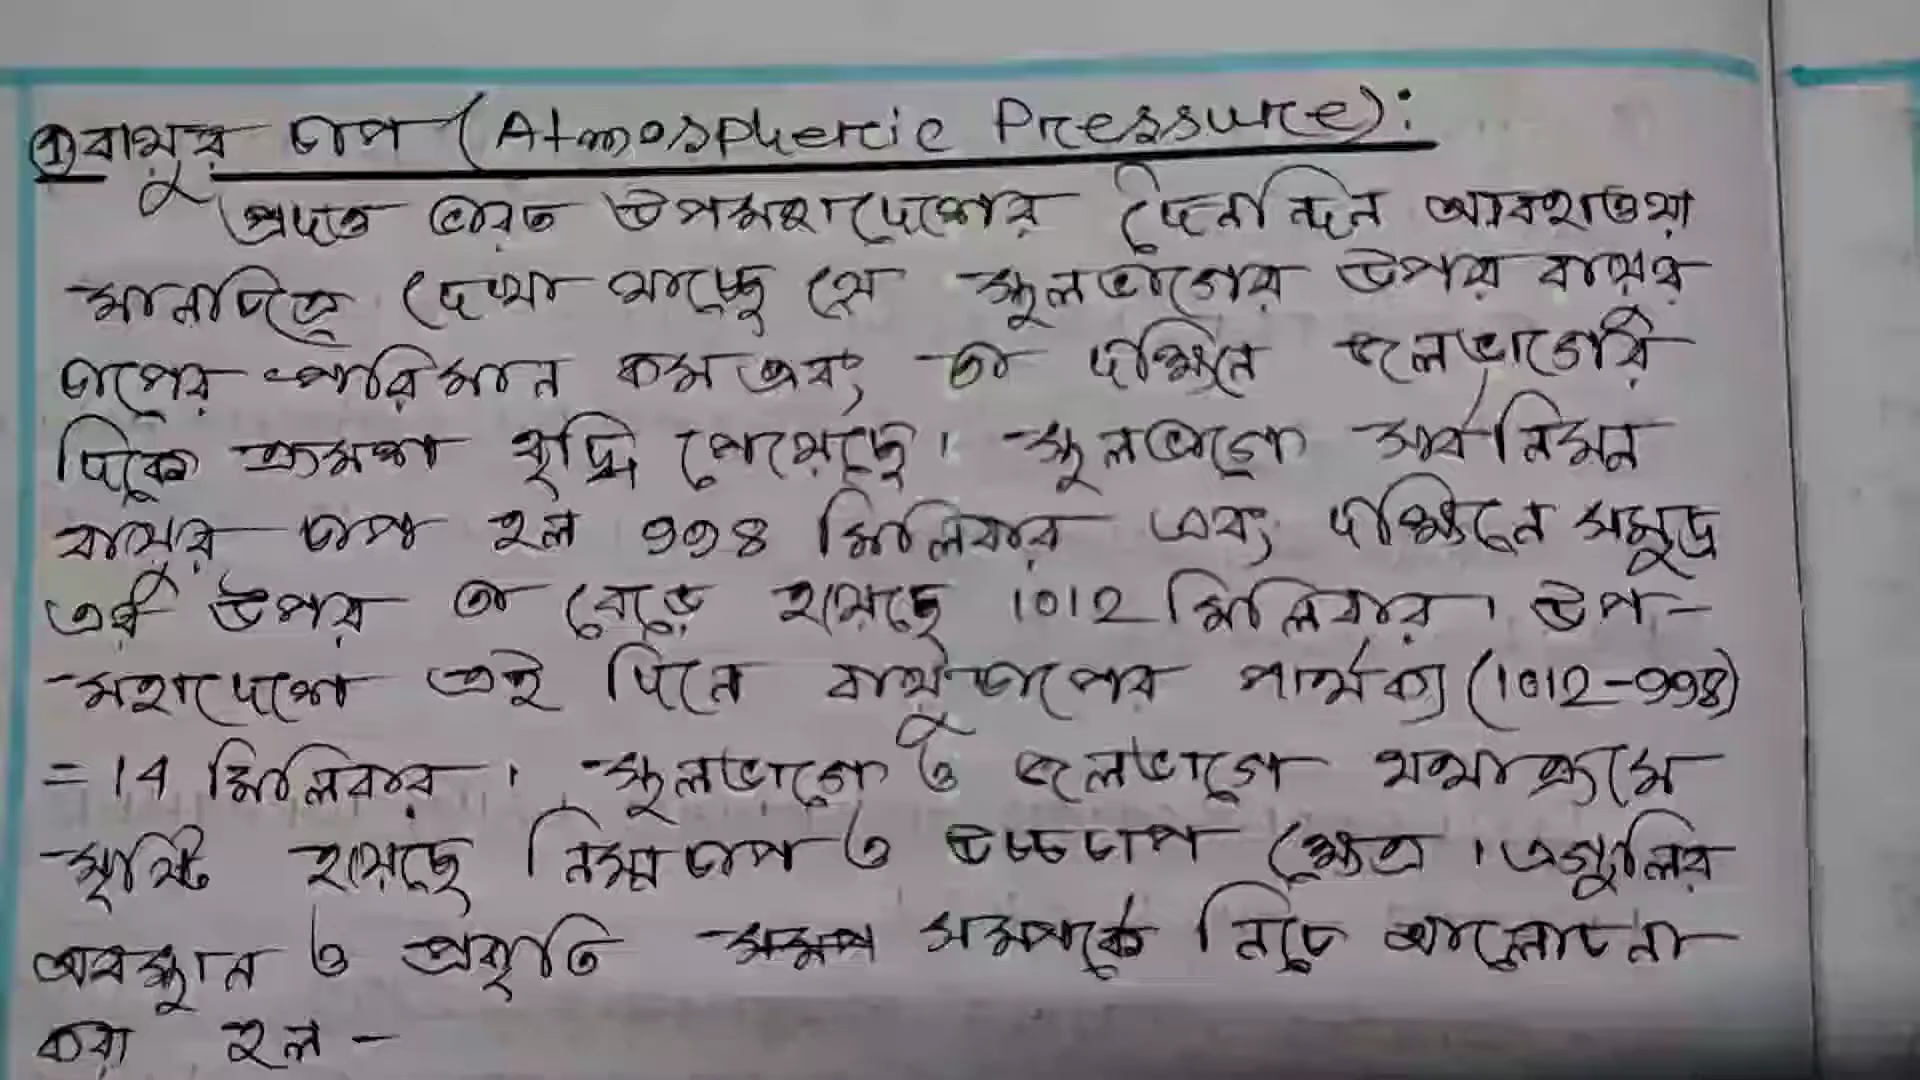 ① বায়ুর চাপ (Atmospheric Pressure):
প্রদত্ত ভারত উপমহাদেশের দৈনন্দিন আবহাওয়া
মানচিত্রে দেখা যাচ্ছে যে স্থলভাগের উপর বায়ুর
চাপের পরিমান কম এবং তা দক্ষিনে জলভাগের
দিকে ক্রমশ বৃদ্ধি পেয়েছে। স্থলভাগে সর্বনিম্ন
বায়ুর চাপ হল 998 মিলিবার এবং দক্ষিনে সমুদ্র
এর উপর তা বেড়ে হয়েছে 1012 মিলিবার। উপ-
-মহাদেশে এই দিনে বায়ুচাপের পার্থক্য (1012-998)
= 14 মিলিবার। স্থলভাগে ও জলভাগে যথাক্রমে
সৃষ্টি হয়েছে নিম্নচাপ ও উচ্চচাপ ক্ষেত্র। এগুলির
অবস্থান ও প্রকৃতি সম্পর্কে নিচে আলোচনা
করা হল -